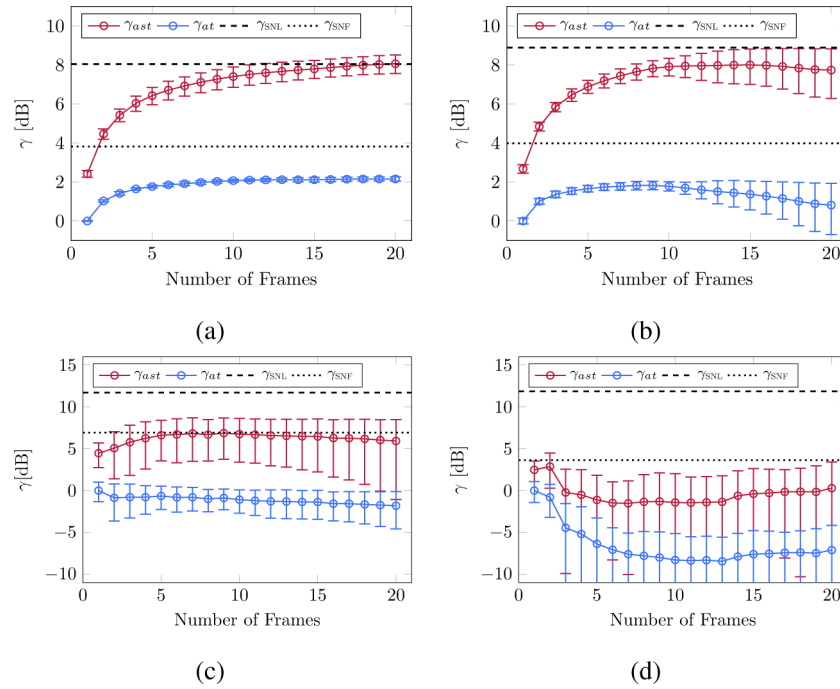 γast γat γSNL γSNF
10
8
6
4
2
0
γ [dB]
0 5 10 15 20
Number of Frames
(a)
γast γat γSNL γSNF
10
8
6
4
2
0
γ [dB]
0 5 10 15 20
Number of Frames
(b)
γast γat γSNL γSNF
15
10
5
0
−5
−10
γ[dB]
0 5 10 15 20
Number of Frames
(c)
γast γat γSNL γSNF
15
10
5
0
−5
−10
γ [dB]
0 5 10 15 20
Number of Frames
(d)